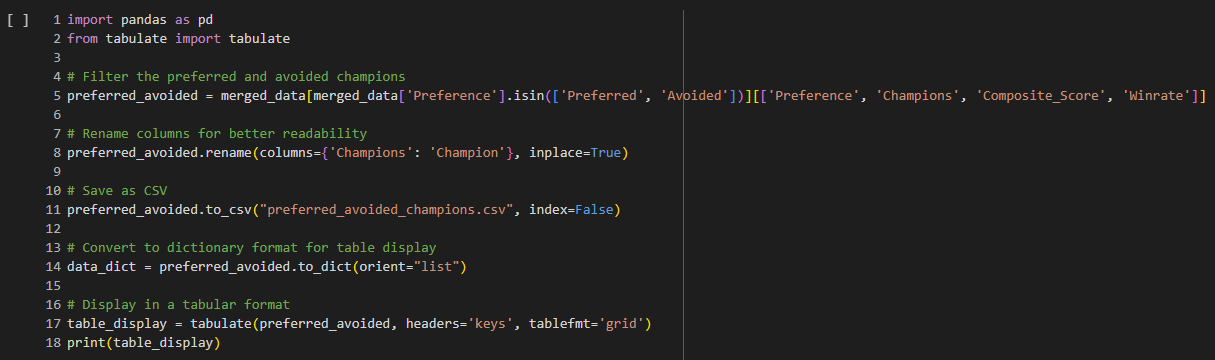 [ ] 1 import pandas as pd
2 from tabulate import tabulate
3
4 # Filter the preferred and avoided champions
5 preferred_avoided = merged_data[merged_data['Preference'].isin(['Preferred', 'Avoided'])][['Preference', 'Champions', 'Composite_Score', 'Winrate']]
6
7 # Rename columns for better readability
8 preferred_avoided.rename(columns={'Champions': 'Champion'}, inplace=True)
9
10 # Save as CSV
11 preferred_avoided.to_csv("preferred_avoided_champions.csv", index=False)
12
13 # Convert to dictionary format for table display
14 data_dict = preferred_avoided.to_dict(orient="list")
15
16 # Display in a tabular format
17 table_display = tabulate(preferred_avoided, headers='keys', tablefmt='grid')
18 print(table_display)